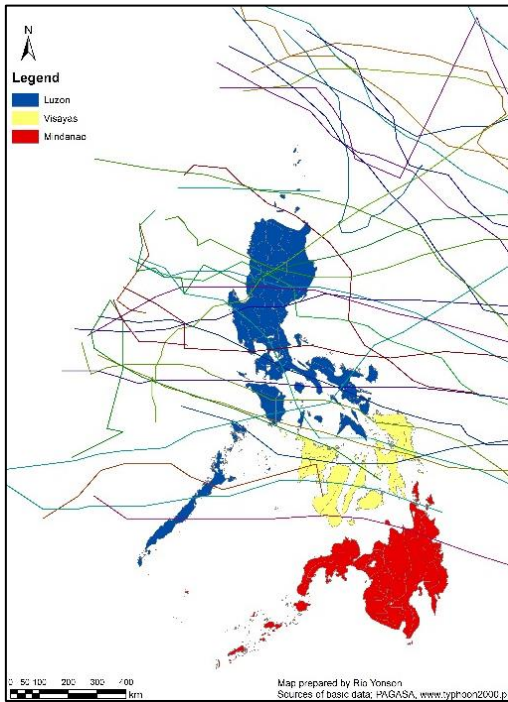 N
Legend
Luzon
Visayas
Mindanao
0 50 100 200 300 400
km
Map prepared by Rio Yonson
Sources of basic data; PAGASA, www.typhoon2000.p